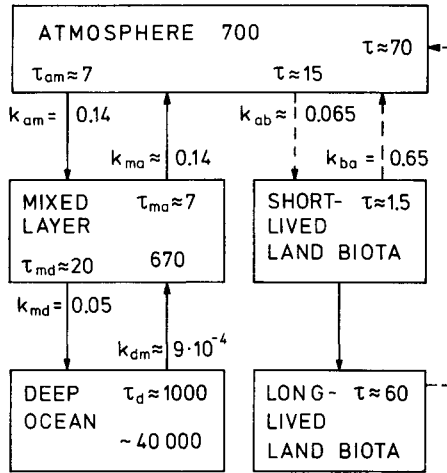 ATMOSPHERE 700
τ≈70
τam≈7
τ≈15
kam= 0.14
kab≈ 0.065
kma≈ 0.14
kba= 0.65
MIXED LAYER
τma≈7
τmd≈20
670
SHORT-
LIVED
LAND BIOTA
τ≈1.5
kmd= 0.05
kdm≈ 9·10⁻⁴
DEEP
OCEAN
τd≈1000
~40 000
LONG-
LIVED
LAND BIOTA
τ≈60